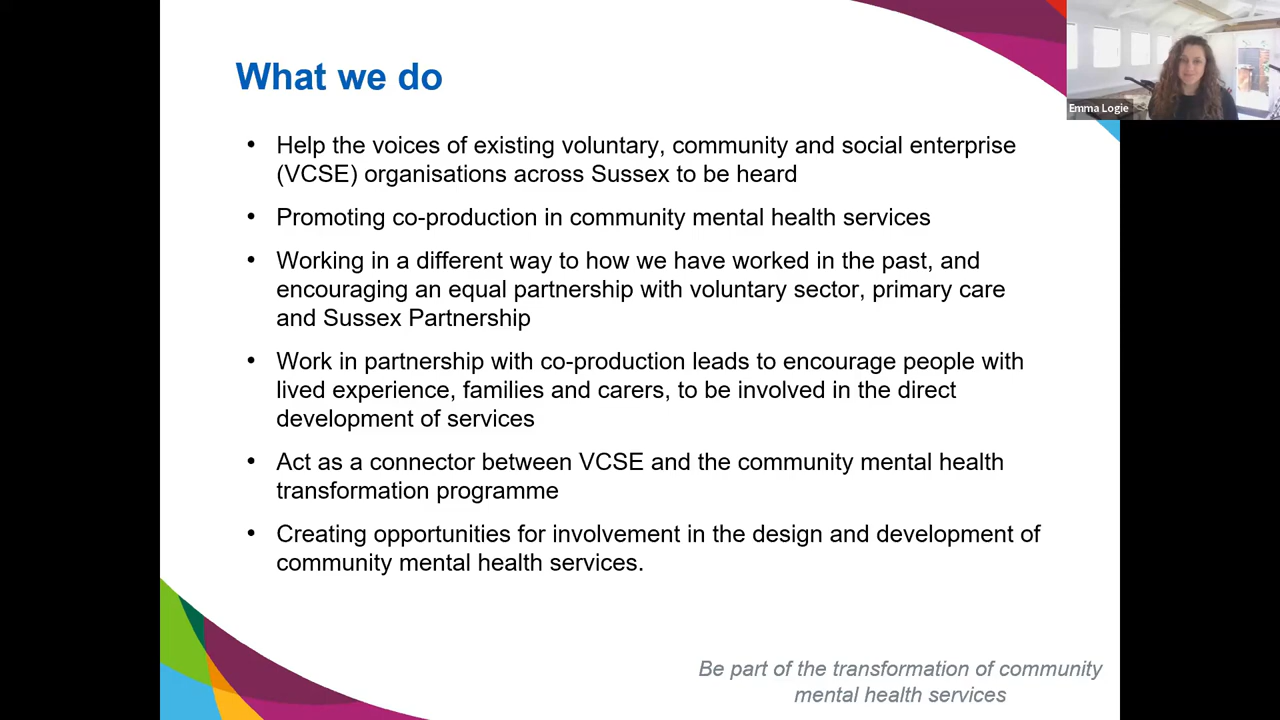 What we do
Emma Logie
• Help the voices of existing voluntary, community and social enterprise
(VCSE) organisations across Sussex to be heard
• Promoting co-production in community mental health services
• Working in a different way to how we have worked in the past, and
encouraging an equal partnership with voluntary sector, primary care
and Sussex Partnership
• Work in partnership with co-production leads to encourage people with
lived experience, families and carers, to be involved in the direct
development of services
• Act as a connector between VCSE and the community mental health
transformation programme
• Creating opportunities for involvement in the design and development of
community mental health services.
Be part of the transformation of community
mental health services